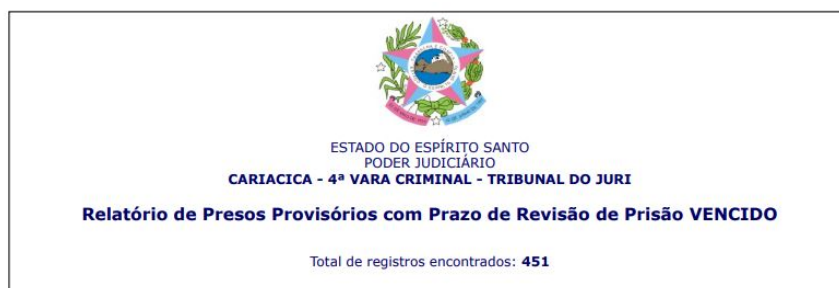 ESTADO DO ESPÍRITO SANTO
PODER JUDICIÁRIO
CARIACICA - 4ª VARA CRIMINAL - TRIBUNAL DO JURI
Relatório de Presos Provisórios com Prazo de Revisão de Prisão VENCIDO
Total de registros encontrados: 451